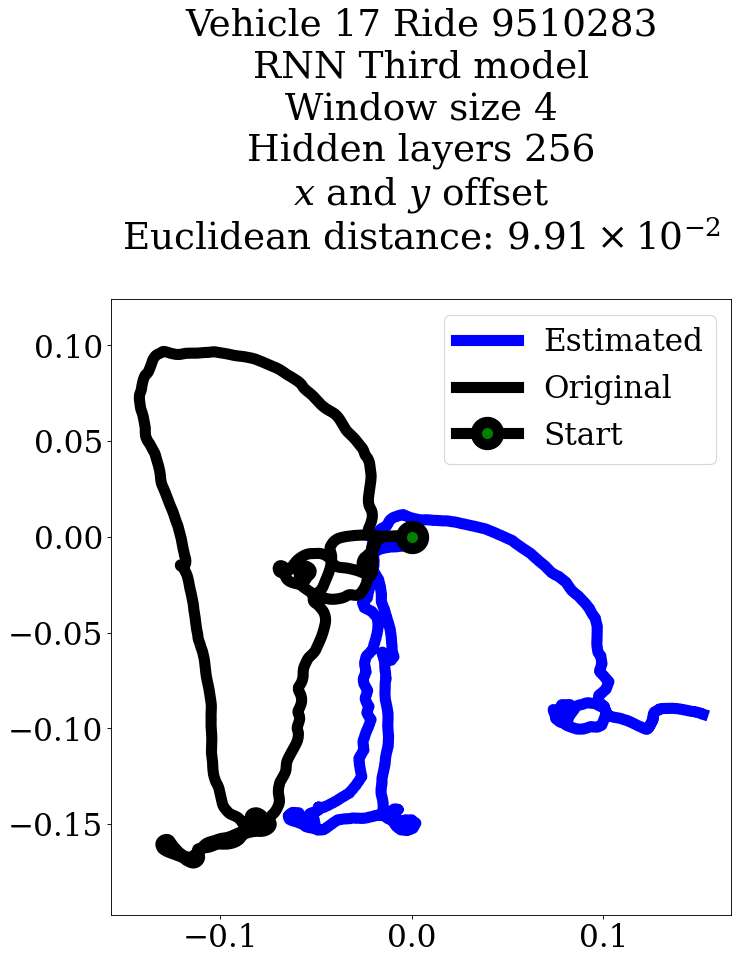 Vehicle 17 Ride 9510283
RNN Third model
Window size 4
Hidden layers 256
x and y offset
Euclidean distance: 9.91 × 10⁻²
Estimated
Original
Start
0.10
0.05
0.00
−0.05
−0.10
−0.15
−0.1 0.0 0.1